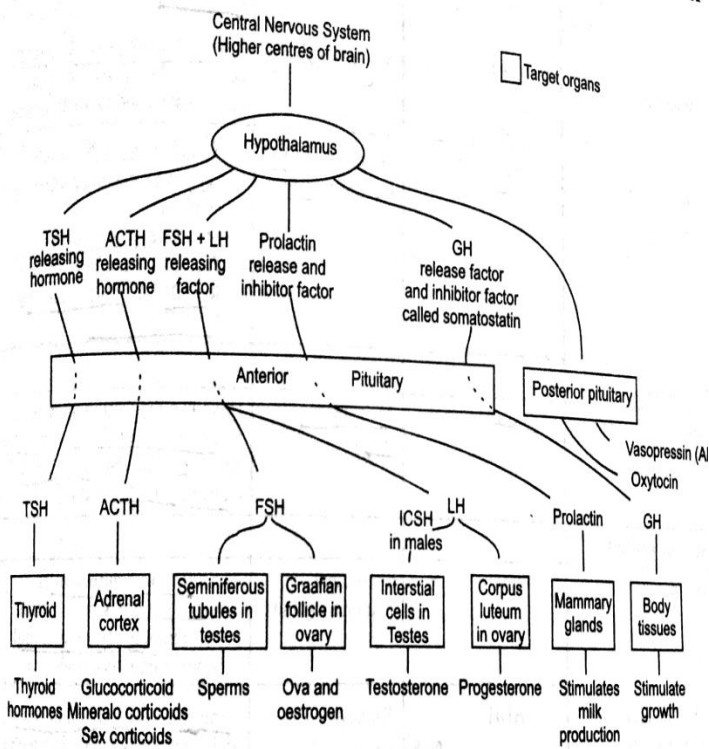 Central Nervous System
(Higher centres of brain)
Target organs
Hypothalamus
TSH
releasing
hormone
ACTH
releasing
hormone
FSH + LH
releasing
factor
Prolactin
release and
inhibitor factor
GH
release factor
and inhibitor factor
called somatostatin
Anterior Pituitary
Posterior pituitary
Vasopressin (A
Oxytocin
TSH
ACTH
FSH
LH
ICSH
in males
Prolactin
GH
Thyroid
Adrenal
cortex
Seminiferous
tubules in
testes
Graafian
follicle in
ovary
Interstial
cells in
Testes
Corpus
luteum
in ovary
Mammary
glands
Body
tissues
Thyroid
hormones
Glucocorticoid
Mineralo corticoids
Sex corticoids
Sperms
Ova and
oestrogen
Testosterone
Progesterone
Stimulates
milk
production
Stimulate
growth